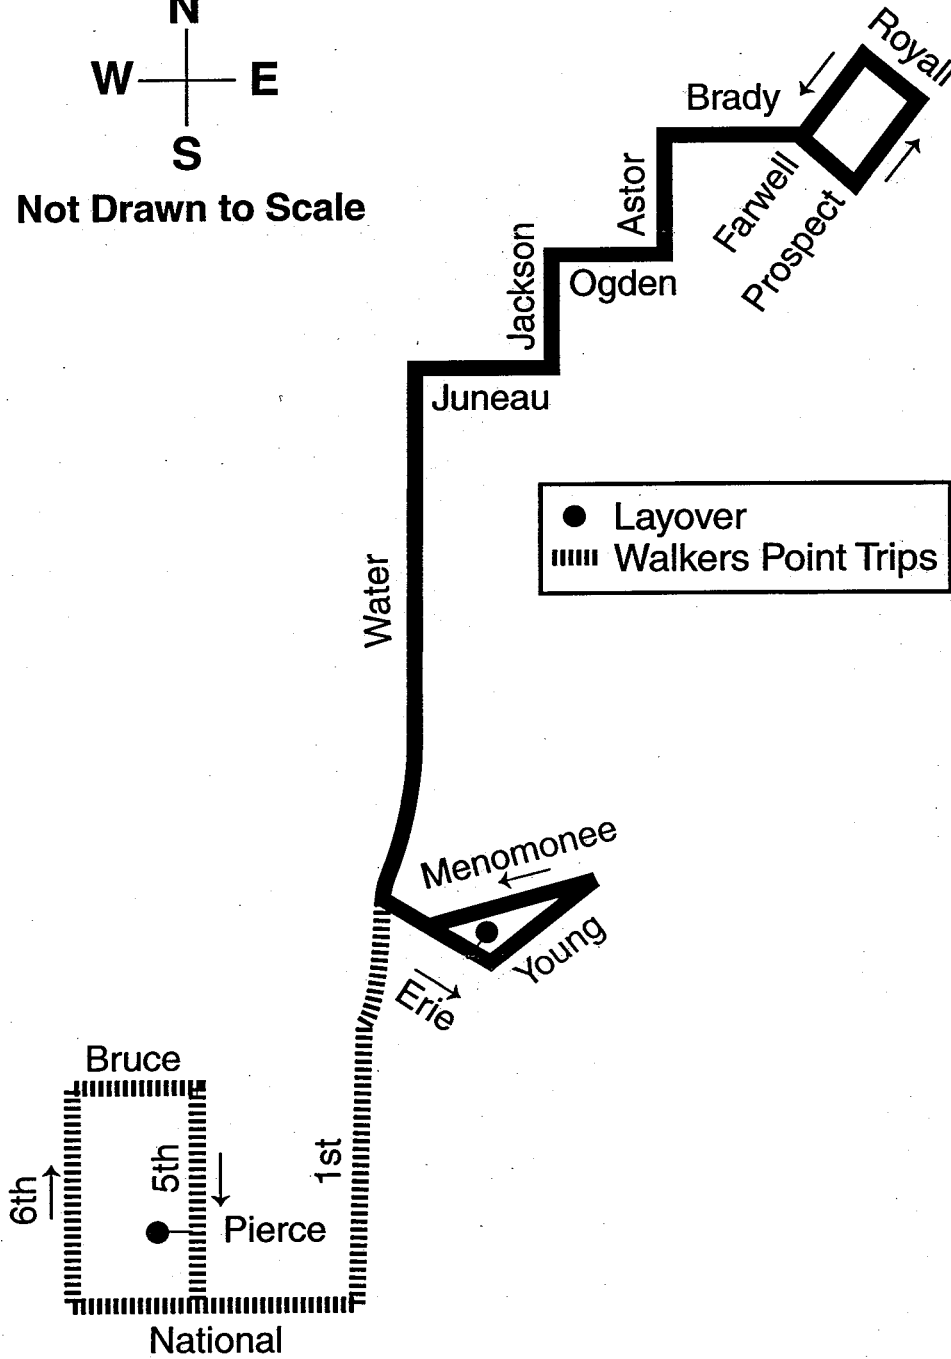 N
W E
S
Not Drawn to Scale
Royall
Brady
Astor
Farwell
Prospect
Jackson
Ogden
Juneau
Layover
Walkers Point Trips
Water
Menomonee
Young
Erie
Bruce
6th
5th
1st
Pierce
National